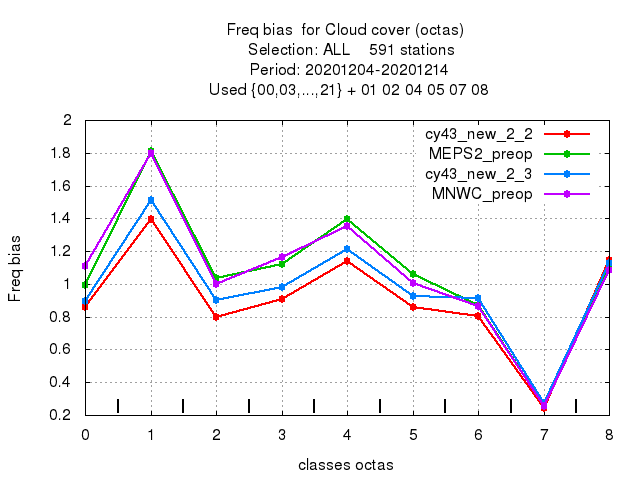 Freq bias  for Cloud cover (octas)
Selection: ALL    591 stations
Period: 20201204-20201214
Used {00,03,...,21} + 01 02 04 05 07 08
cy43_new_2_2
MEPS2_preop
cy43_new_2_3
MNWC_preop
2
1.8
1.6
1.4
1.2
1
0.8
0.6
0.4
0.2
Freq bias
0 1 2 3 4 5 6 7 8
classes octas